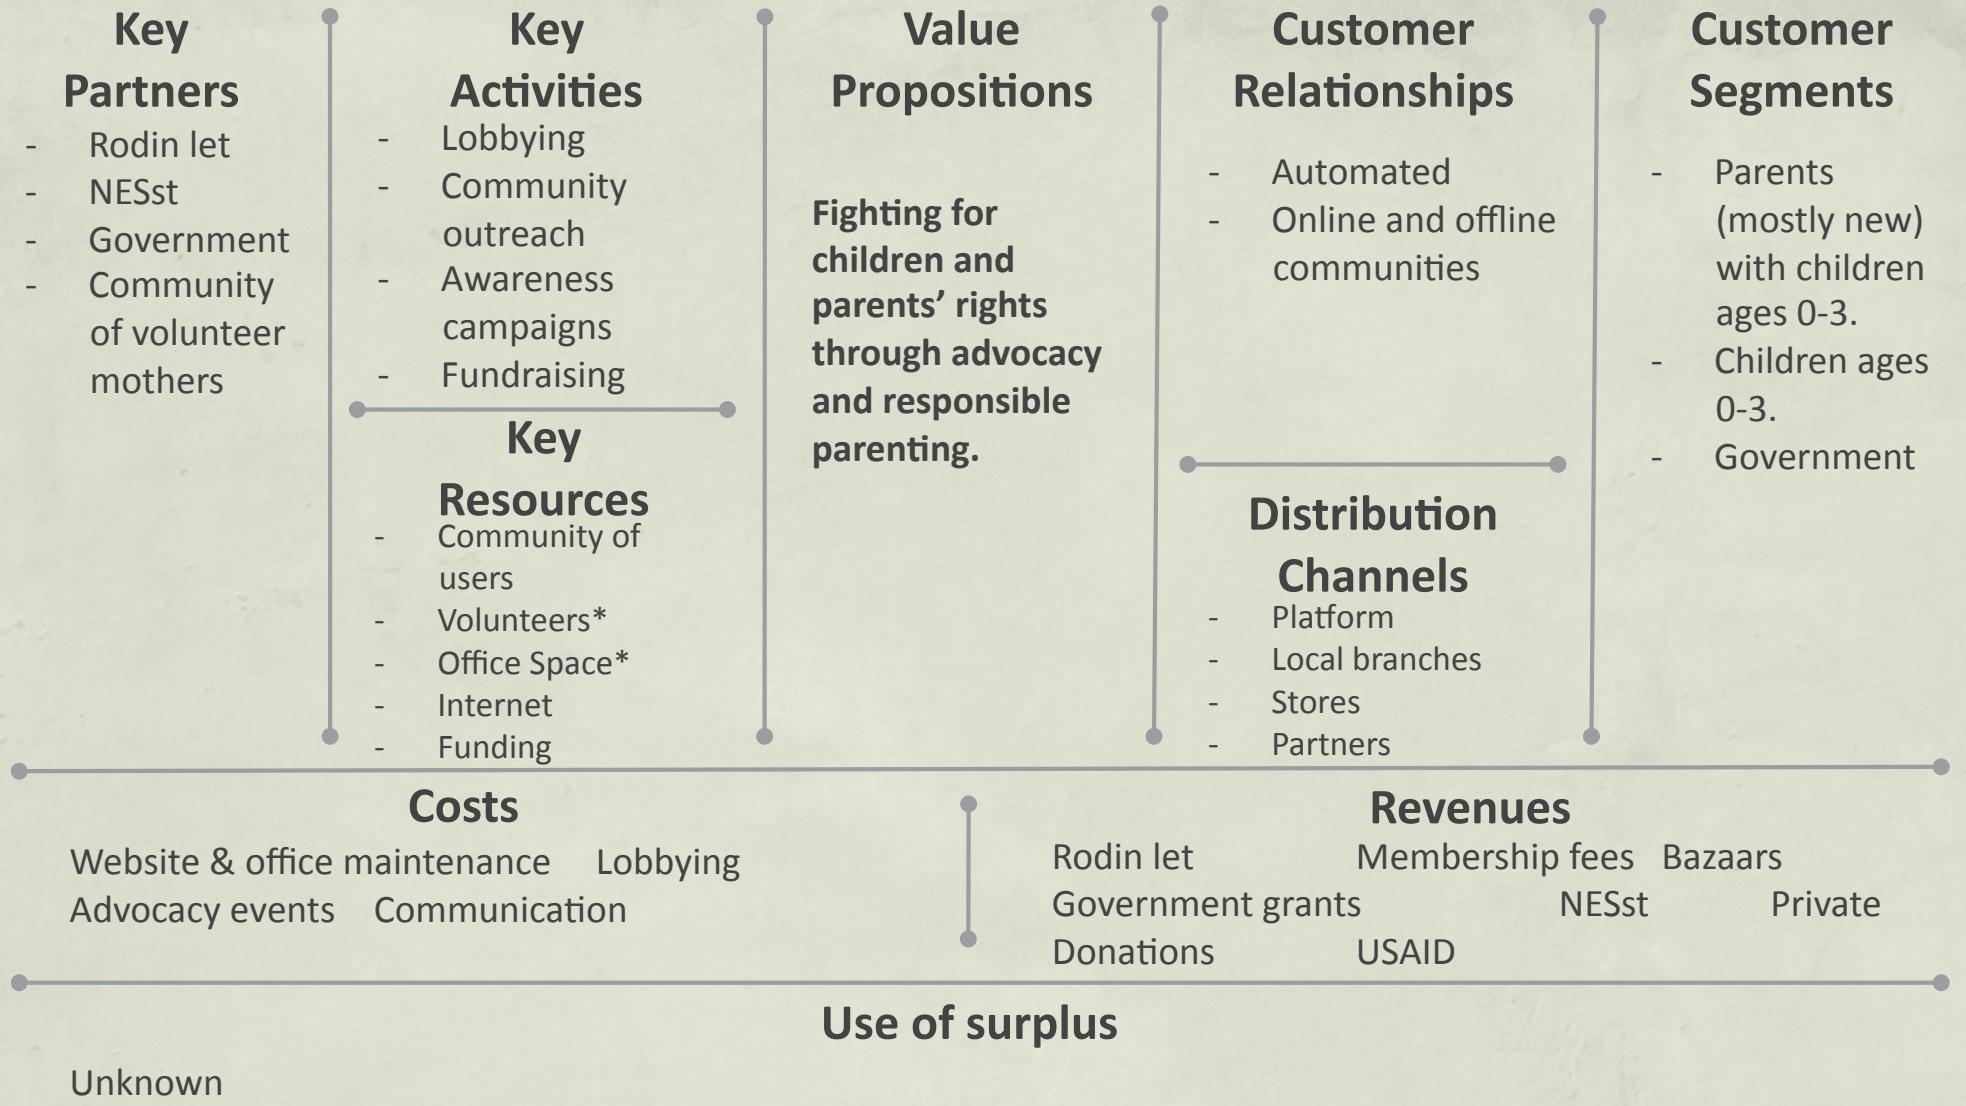 Key
Partners
- Rodin let
- NESst
- Government
- Community
of volunteer
mothers
Key
Activities
- Lobbying
- Community
outreach
- Awareness
campaigns
- Fundraising
Key
Resources
- Community of
users
- Volunteers*
- Office Space*
- Internet
- Funding
Value
Propositions
Fighting for
children and
parents’ rights
through advocacy
and responsible
parenting.
Customer
Relationships
- Automated
- Online and offline
communities
Distribution
Channels
- Platform
- Local branches
- Stores
- Partners
Customer
Segments
- Parents
(mostly new)
with children
ages 0-3.
- Children ages
0-3.
- Government
Costs
Website & office maintenance Lobbying
Advocacy events Communication
Revenues
Rodin let Membership fees Bazaars
Government grants NESst Private
Donations USAID
Use of surplus
Unknown